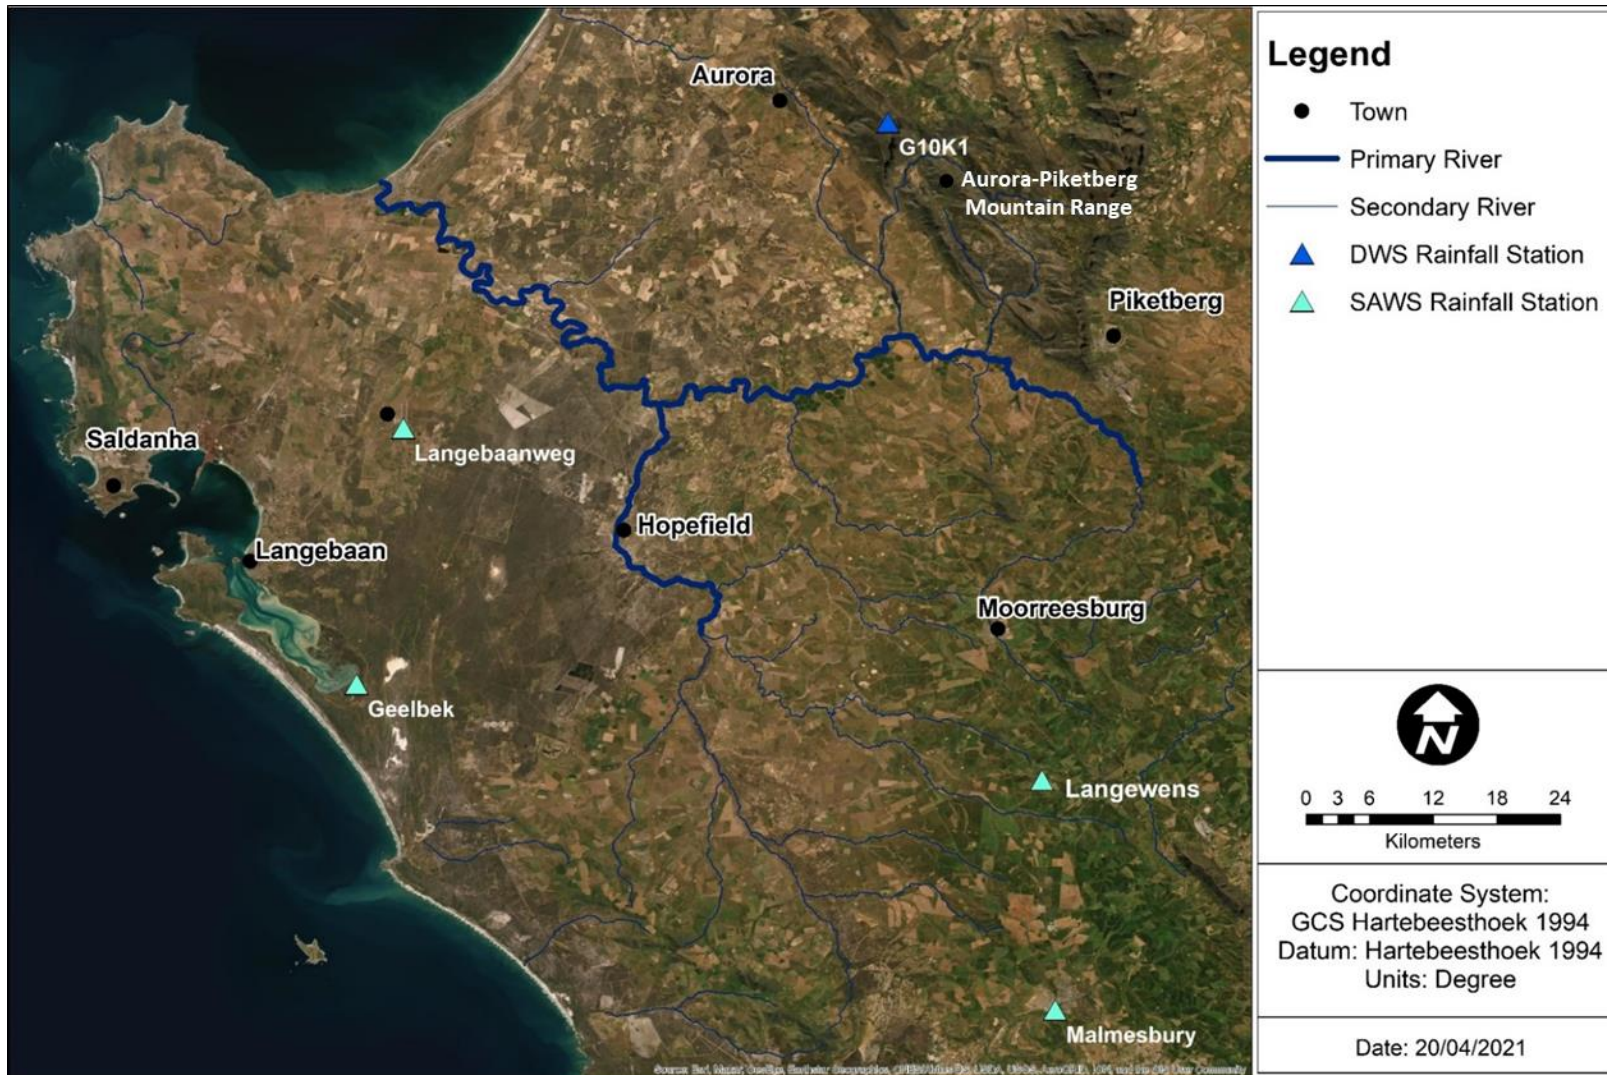 Aurora
G10K1
Aurora-Piketberg
Mountain Range
Piketberg
Saldanha
Langebaanweg
Hopefield
Langebaan
Moorreesburg
Geelbek
Langewens
Malmesbury
Legend
Town
Primary River
Secondary River
DWS Rainfall Station
SAWS Rainfall Station
N
0 3 6 12 18 24
Kilometers
Coordinate System:
GCS Hartebeesthoek 1994
Datum: Hartebeesthoek 1994
Units: Degree
Date: 20/04/2021